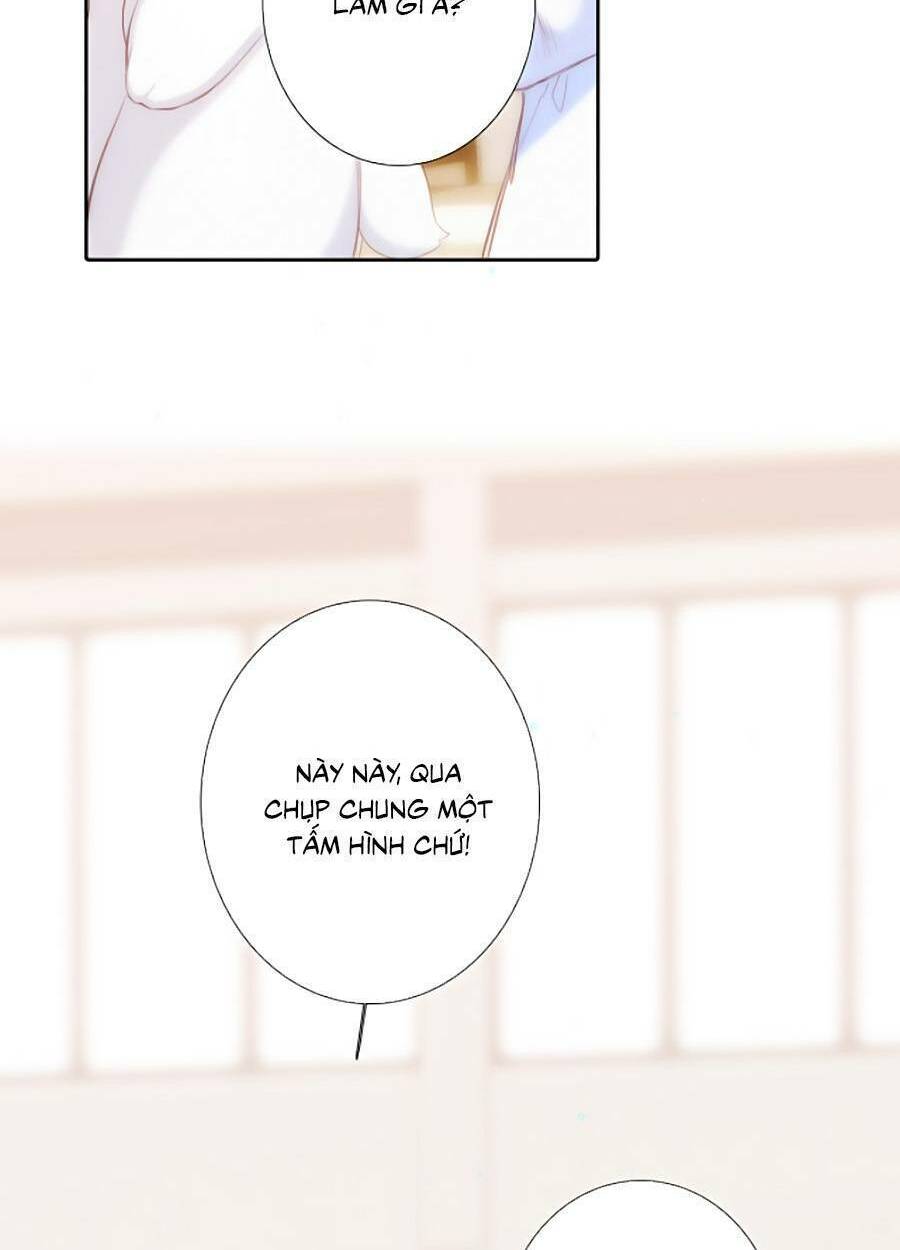 LÀM GÌ Ạ?
NÀY NÀY, QUA
CHỤP CHUNG MỘT
TẤM HÌNH CHỨ!